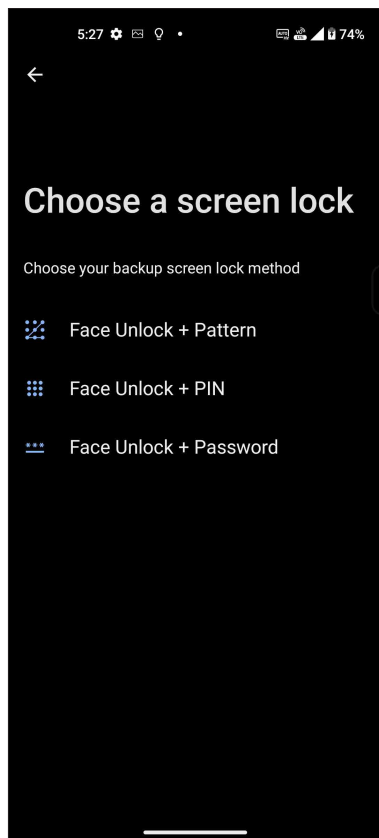 5:27
74%
Choose a screen lock
Choose your backup screen lock method
Face Unlock + Pattern
Face Unlock + PIN
Face Unlock + Password